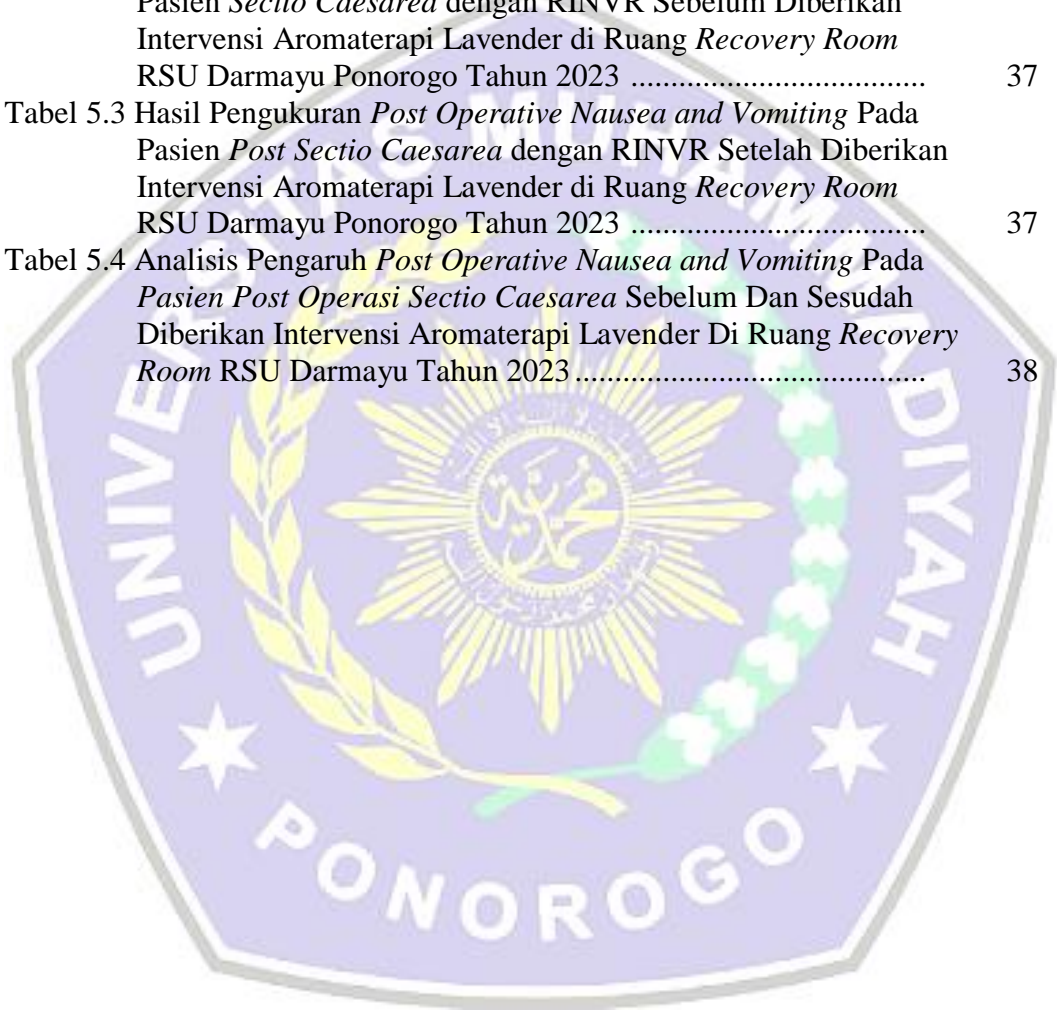 Pasien Sectio Caesarea dengan RINVR Sebelum Diberikan
Intervensi Aromaterapi Lavender di Ruang Recovery Room
RSU Darmayu Ponorogo Tahun 2023 .................................. 37
Tabel 5.3 Hasil Pengukuran Post Operative Nausea and Vomiting Pada
Pasien Post Sectio Caesarea dengan RINVR Setelah Diberikan
Intervensi Aromaterapi Lavender di Ruang Recovery Room
RSU Darmayu Ponorogo Tahun 2023 .................................. 37
Tabel 5.4 Analisis Pengaruh Post Operative Nausea and Vomiting Pada
Pasien Post Operasi Sectio Caesarea Sebelum Dan Sesudah
Diberikan Intervensi Aromaterapi Lavender Di Ruang Recovery
Room RSU Darmayu Tahun 2023 ........................................ 38
UNIVERSITAS MUHAMMADIYAH
PONOROGO